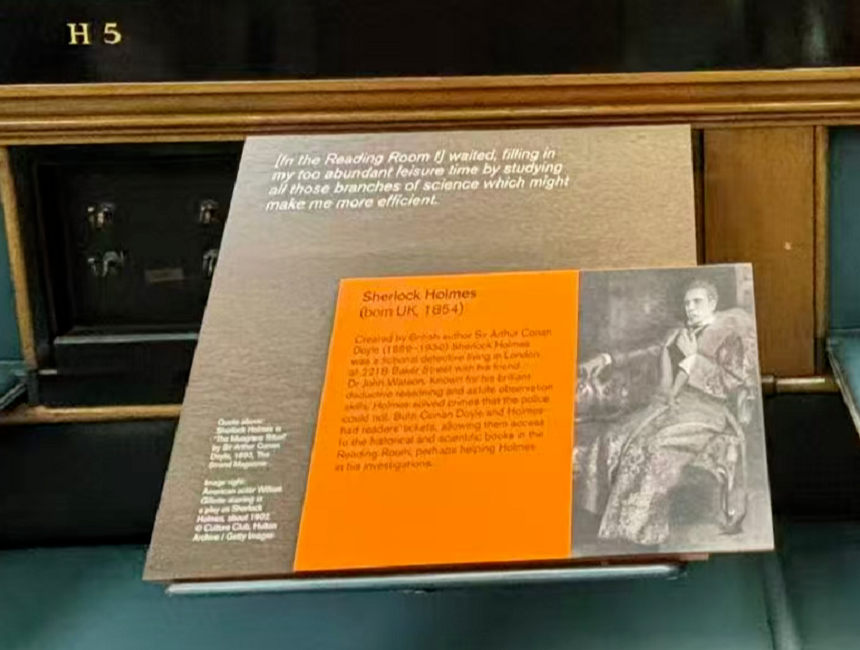 H 5
[In the Reading Room I] waited, filling in
my too abundant leisure time by studying
all those branches of science which might
make me more efficient.
Sherlock Holmes
(born UK, 1854)
Created by British author Sir Arthur Conan
Doyle (1859–1930) Sherlock Holmes
was a fictional detective living in London
at 221B Baker Street with his friend
Dr John Watson. Known for his brilliant
deductive reasoning and astute observation
skills, Holmes solved crimes that the police
could not. Both Conan Doyle and Holmes
had readers' tickets, allowing them access
to the historical and scientific books in the
Reading Room, perhaps helping Holmes
in his investigations.
Quote above:
Sherlock Holmes in
'The Musgrave Ritual'
by Sir Arthur Conan
Doyle, 1893, The
Strand Magazine
Image right:
American actor William
Gillette starring in
a play as Sherlock
Holmes, about 1900.
© Culture Club, Hulton
Archive / Getty Images